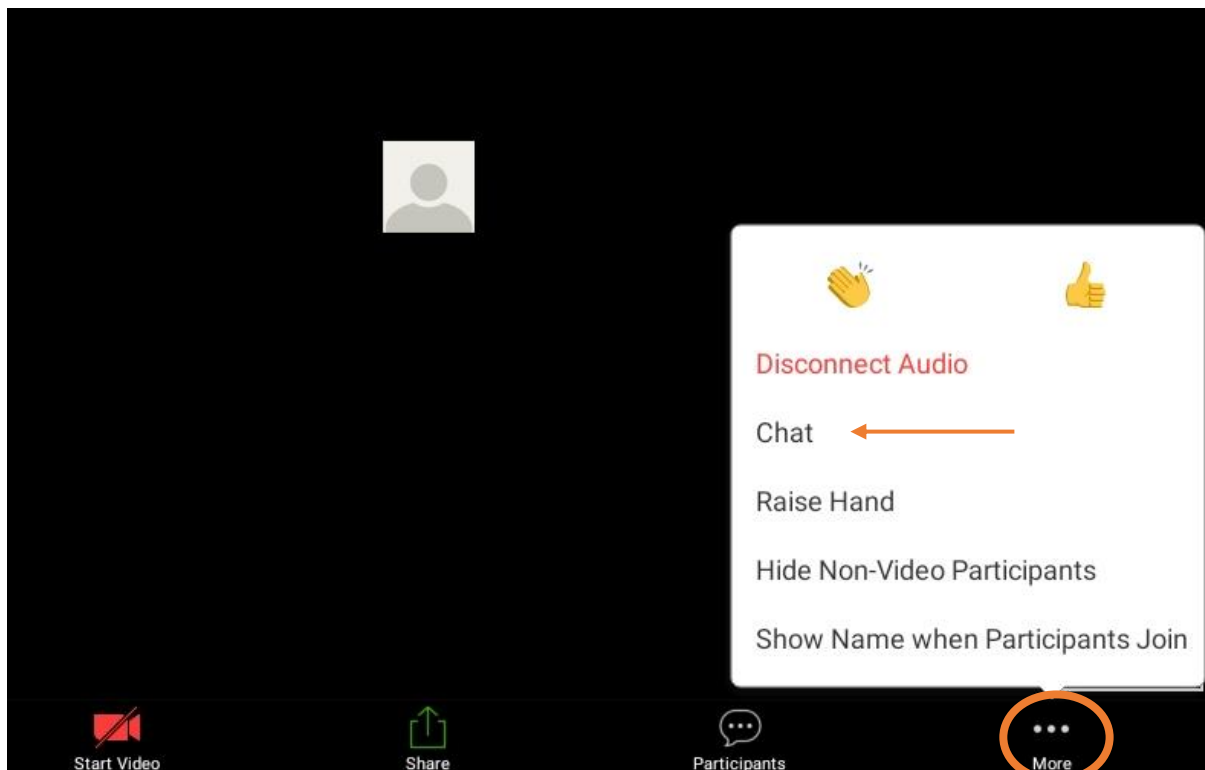 Disconnect Audio
Chat
Raise Hand
Hide Non-Video Participants
Show Name when Participants Join
Start Video
Share
Participants
More